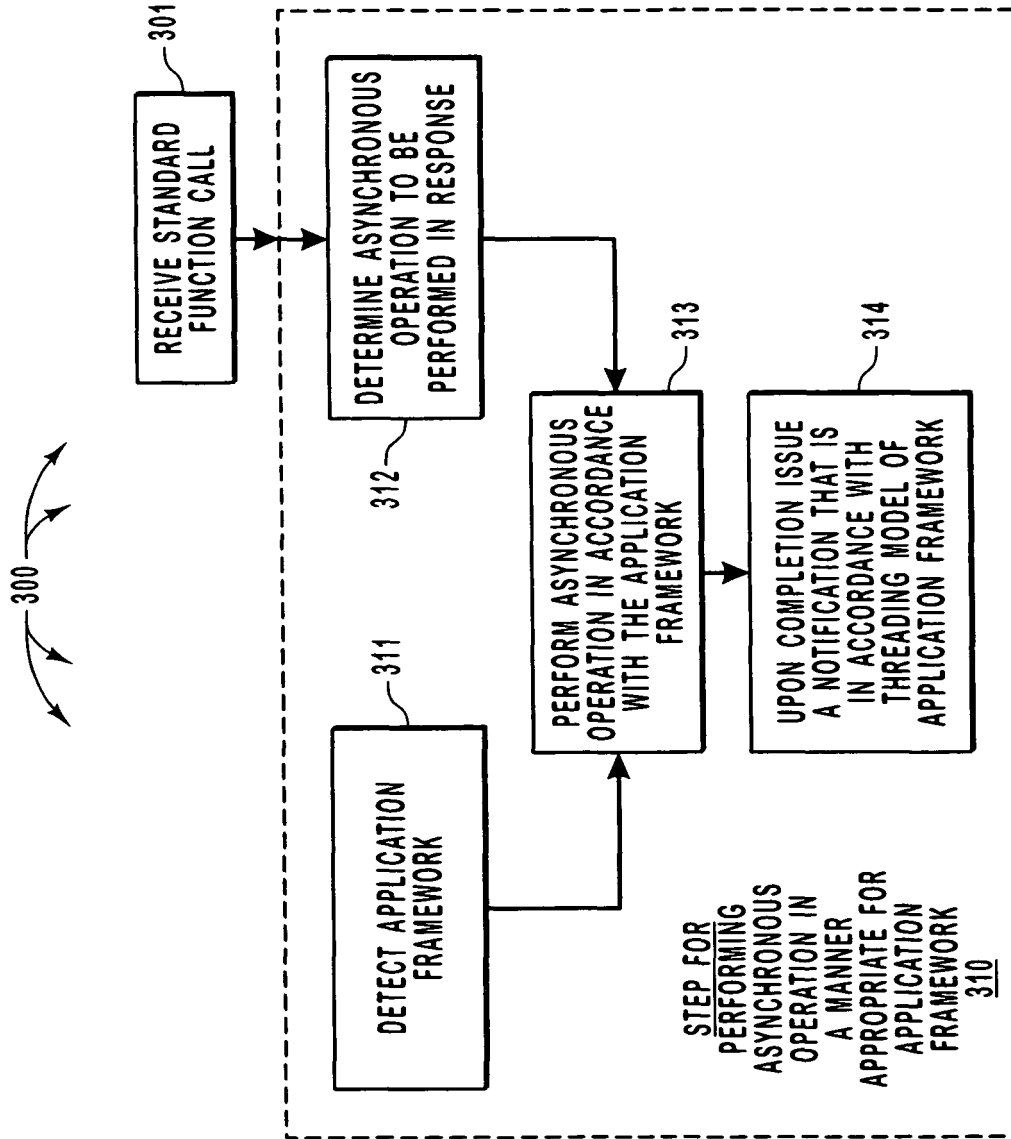 300
301
RECEIVE STANDARD
FUNCTION CALL
311
DETECT APPLICATION
FRAMEWORK
312
DETERMINE ASYNCHRONOUS
OPERATION TO BE
PERFORMED IN RESPONSE
313
PERFORM ASYNCHRONOUS
OPERATION IN ACCORDANCE
WITH THE APPLICATION
FRAMEWORK
314
UPON COMPLETION ISSUE
A NOTIFICATION THAT IS
IN ACCORDANCE WITH
THREADING MODEL OF
APPLICATION FRAMEWORK
STEP FOR
PERFORMING
ASYNCHRONOUS
OPERATION IN
A MANNER
APPROPRIATE FOR
APPLICATION
FRAMEWORK
310